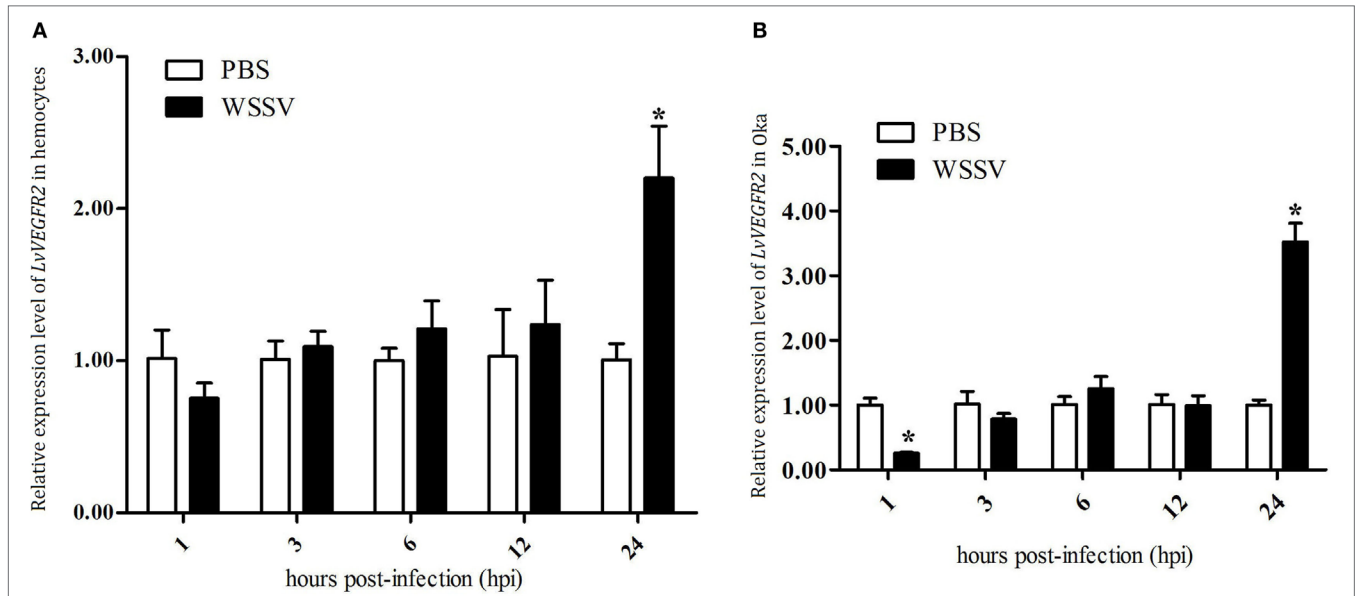 A
Relative expression level of LvVEGFR2 in hemocytes
3.00
2.00
1.00
0.00
PBS
WSSV
*
1
3
6
12
24
hours post-infection (hpi)
B
Relative expression level of LvVEGFR2 in Oka
5.00
4.00
3.00
2.00
1.00
0.00
PBS
WSSV
*
*
1
3
6
12
24
hours post-infection (hpi)